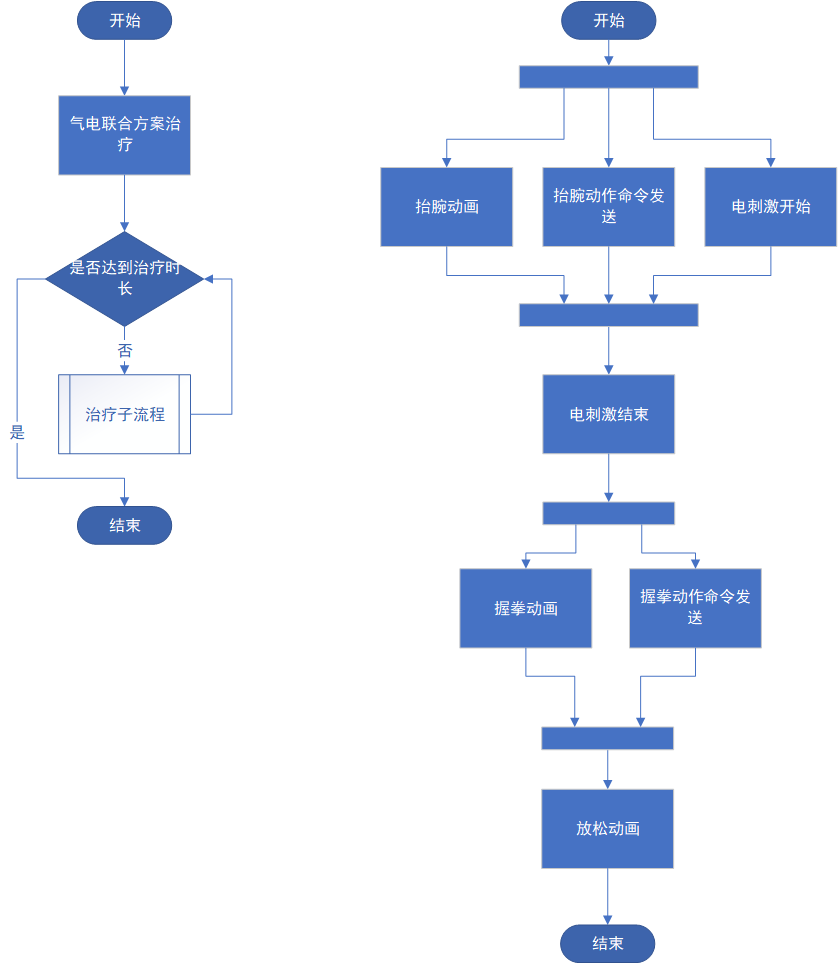 开始
气电联合方案治
疗
是否达到治疗时
长
否
治疗子流程
是
结束
开始
抬腕动画
抬腕动作命令发
送
电刺激开始
电刺激结束
握拳动画
握拳动作命令发
送
放松动画
结束